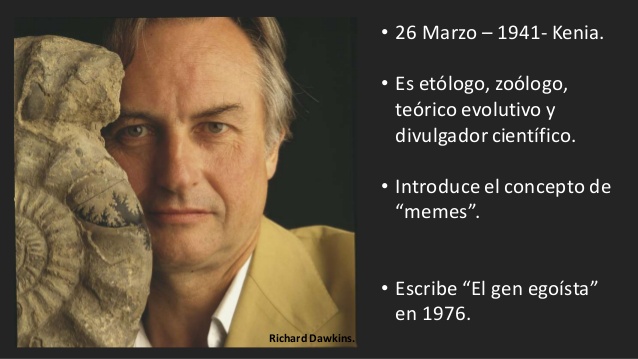 • 26 Marzo – 1941- Kenia.
• Es etólogo, zoólogo,
teórico evolutivo y
divulgador científico.
• Introduce el concepto de
“memes”.
• Escribe “El gen egoísta”
en 1976.
Richard Dawkins.